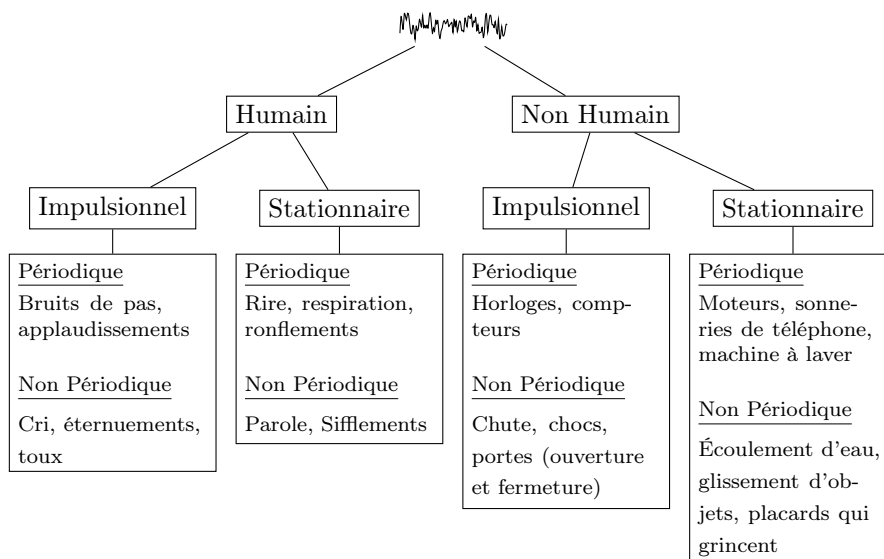 Humain
Non Humain
Impulsionnel
Stationnaire
Impulsionnel
Stationnaire
Périodique
Bruits de pas,
applaudissements
Non Périodique
Cri, éternuements,
toux
Périodique
Rire, respiration,
ronflements
Non Périodique
Parole, Sifflements
Périodique
Horloges, comp-
teurs
Non Périodique
Chute, chocs,
portes (ouverture
et fermeture)
Périodique
Moteurs, sonne-
ries de téléphone,
machine à laver
Non Périodique
Écoulement d'eau,
glissement d'ob-
jets, placards qui
grincent